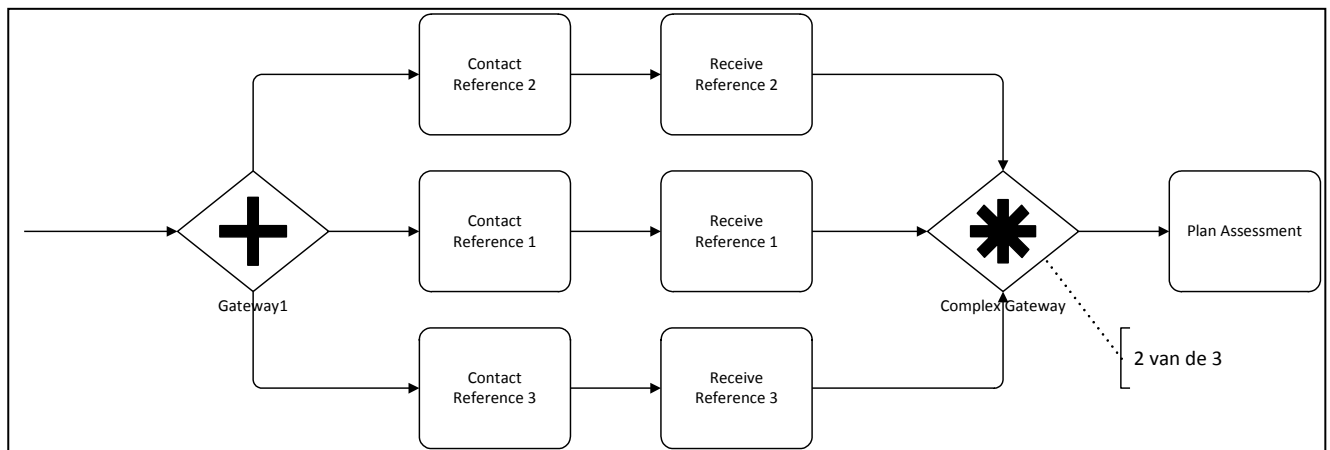 Contact
Reference 2
Receive
Reference 2
Contact
Reference 1
Receive
Reference 1
Plan Assessment
Gateway1
Complex Gateway
Contact
Reference 3
Receive
Reference 3
2 van de 3